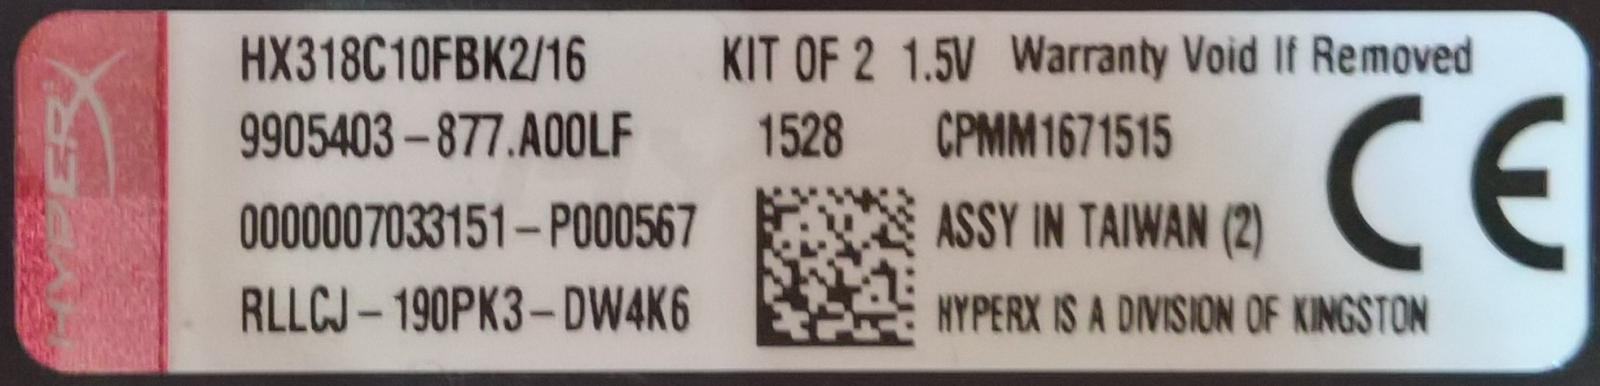 HYPERX
HX318C10FBK2/16 KIT OF 2 1.5V Warranty Void If Removed
9905403-877.A00LF 1528 CPMM1671515
0000007033151-P000567 ASSY IN TAIWAN (2)
RLLCJ-190PK3-DW4K6 HYPERX IS A DIVISION OF KINGSTON
CE